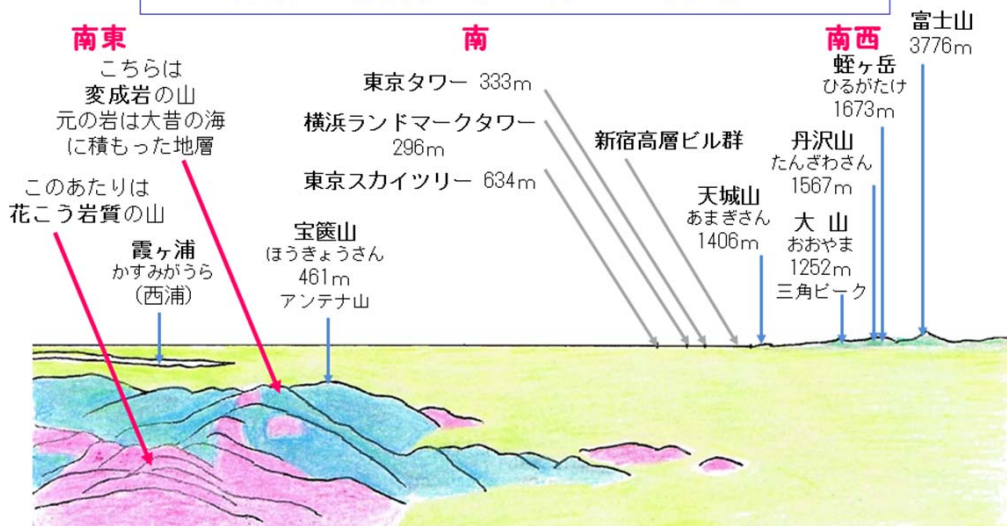 南東
こちらは
変成岩の山
元の岩は大昔の海
に積もった地層
このあたりは
花こう岩質の山
霞ヶ浦
かすみがうら
(西浦)
宝篋山
ほうきょうさん
461m
アンテナ山
南
東京タワー 333m
横浜ランドマークタワー
296m
東京スカイツリー 634m
新宿高層ビル群
南西
天城山
あまぎさん
1406m
大 山
おおやま
1252m
三角ピーク
丹沢山
たんざわさん
1567m
蛭ヶ岳
ひるがたけ
1673m
富士山
3776m